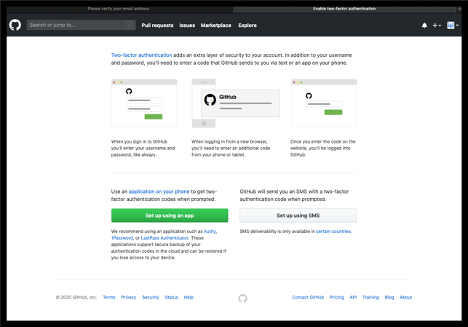 Please verify your email address
Enable two-factor authentication
Search or jump to...
Pull requests Issues Marketplace Explore
Two-factor authentication adds an extra layer of security to your account. In addition to your username
and password, you'll need to enter a code that GitHub sends to you via text or an app on your phone.
GitHub
When you sign in to GitHub
you'll enter your username and
password, like always.
When logging in from a new browser,
you'll need to enter an additional code
from your phone or tablet.
Once you enter the code on the
website, you'll be logged into
GitHub.
Use an application on your phone to get two-
factor authentication codes when prompted.
Set up using an app
We recommend using an application such as Authy,
1Password, or LastPass Authenticator. These
applications support secure backup of your
authentication codes in the cloud and can be restored if
you lose access to your device.
GitHub will send you an SMS with a two-factor
authentication code when prompted.
Set up using SMS
SMS deliverability is only available in certain countries.
© 2020 GitHub, Inc. Terms Privacy Security Status Help
Contact GitHub Pricing API Training Blog About